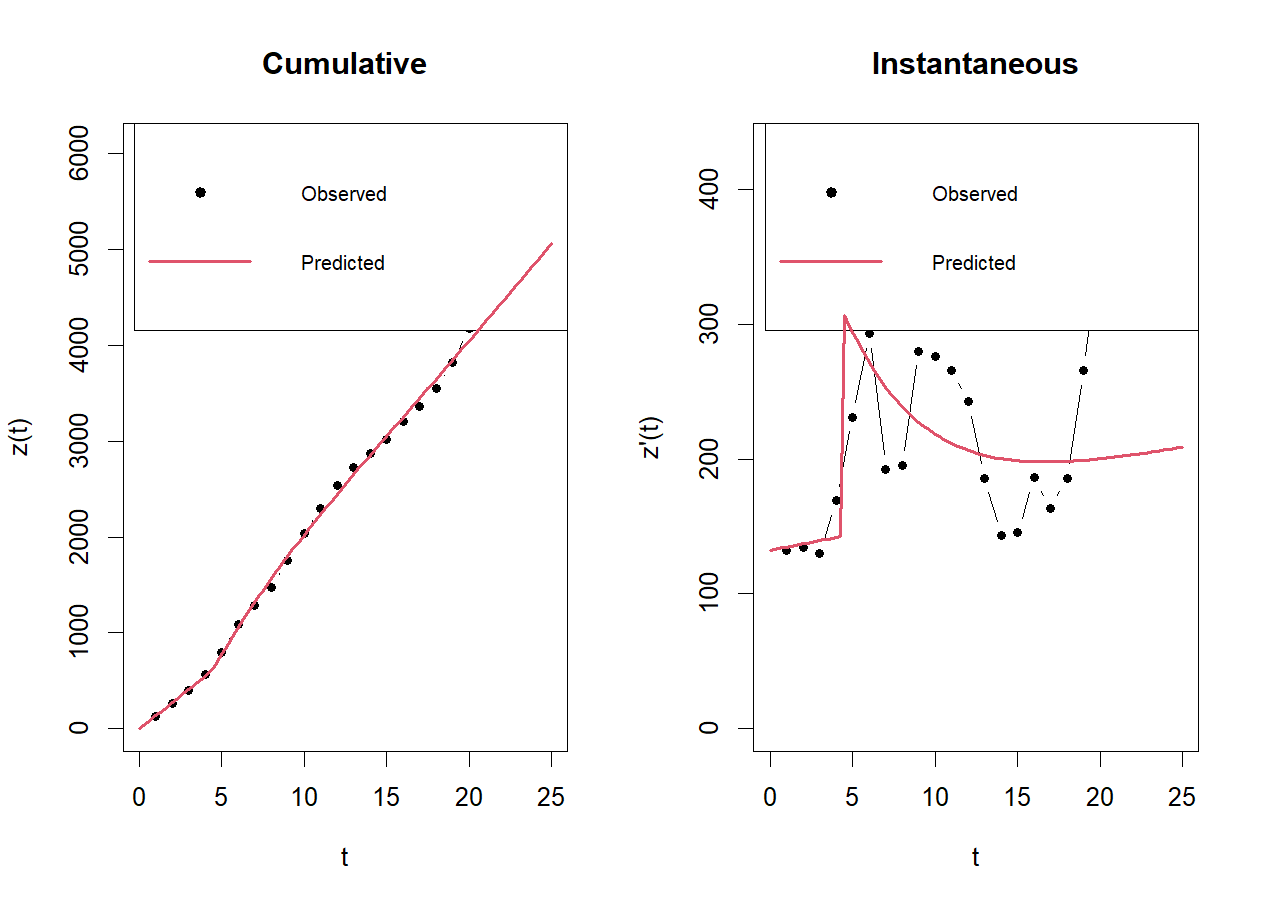 Cumulative
z(t)
6000
5000
4000
3000
2000
1000
0
Observed
Predicted
0 5 10 15 20 25
t
Instantaneous
z'(t)
400
300
200
100
0
Observed
Predicted
0 5 10 15 20 25
t